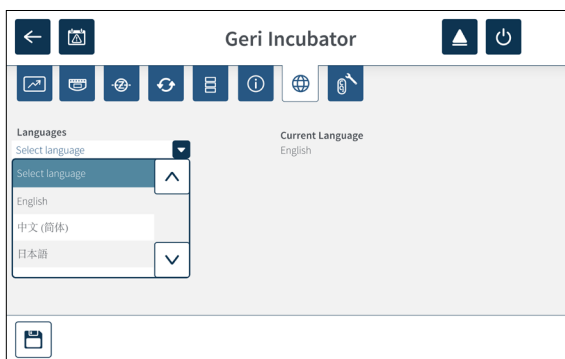 Geri Incubator
Languages
Select language
Select language
English
中文 (简体)
日本語
Current Language
English